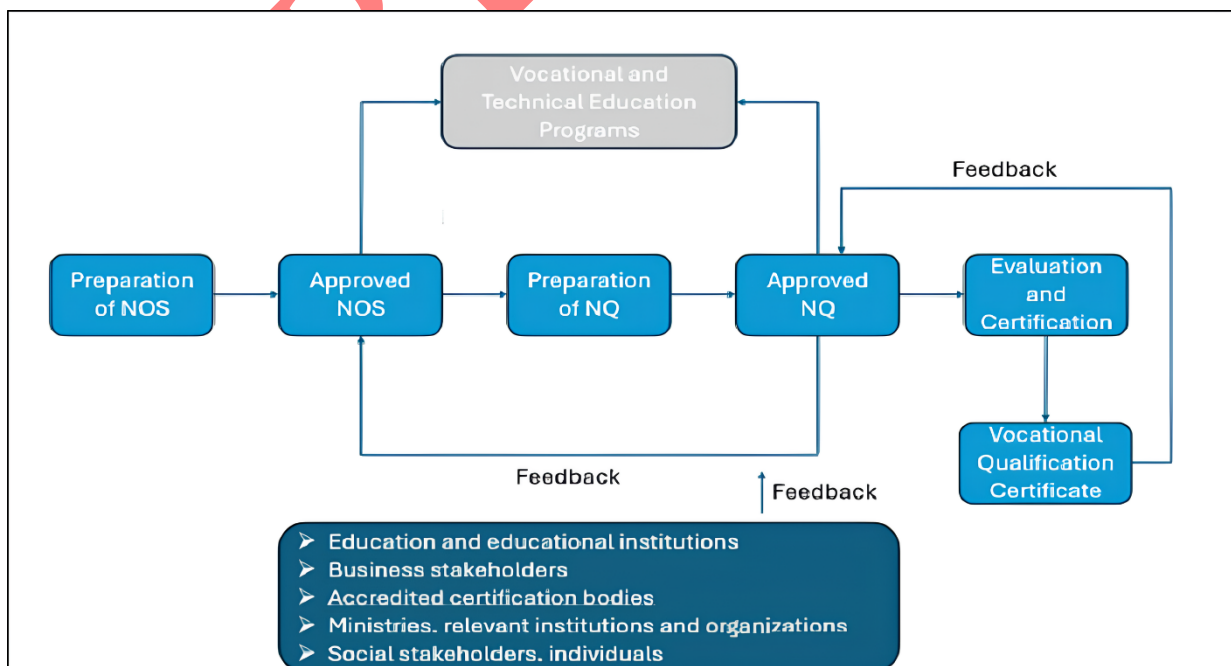 Vocational and
Technical Education
Programs
Feedback
Preparation
of NOS
Approved
NOS
Preparation
of NQ
Approved
NQ
Evaluation
and
Certification
Vocational
Qualification
Certificate
Feedback
Feedback
➢ Education and educational institutions
➢ Business stakeholders
➢ Accredited certification bodies
➢ Ministries. relevant institutions and organizations
➢ Social stakeholders. individuals